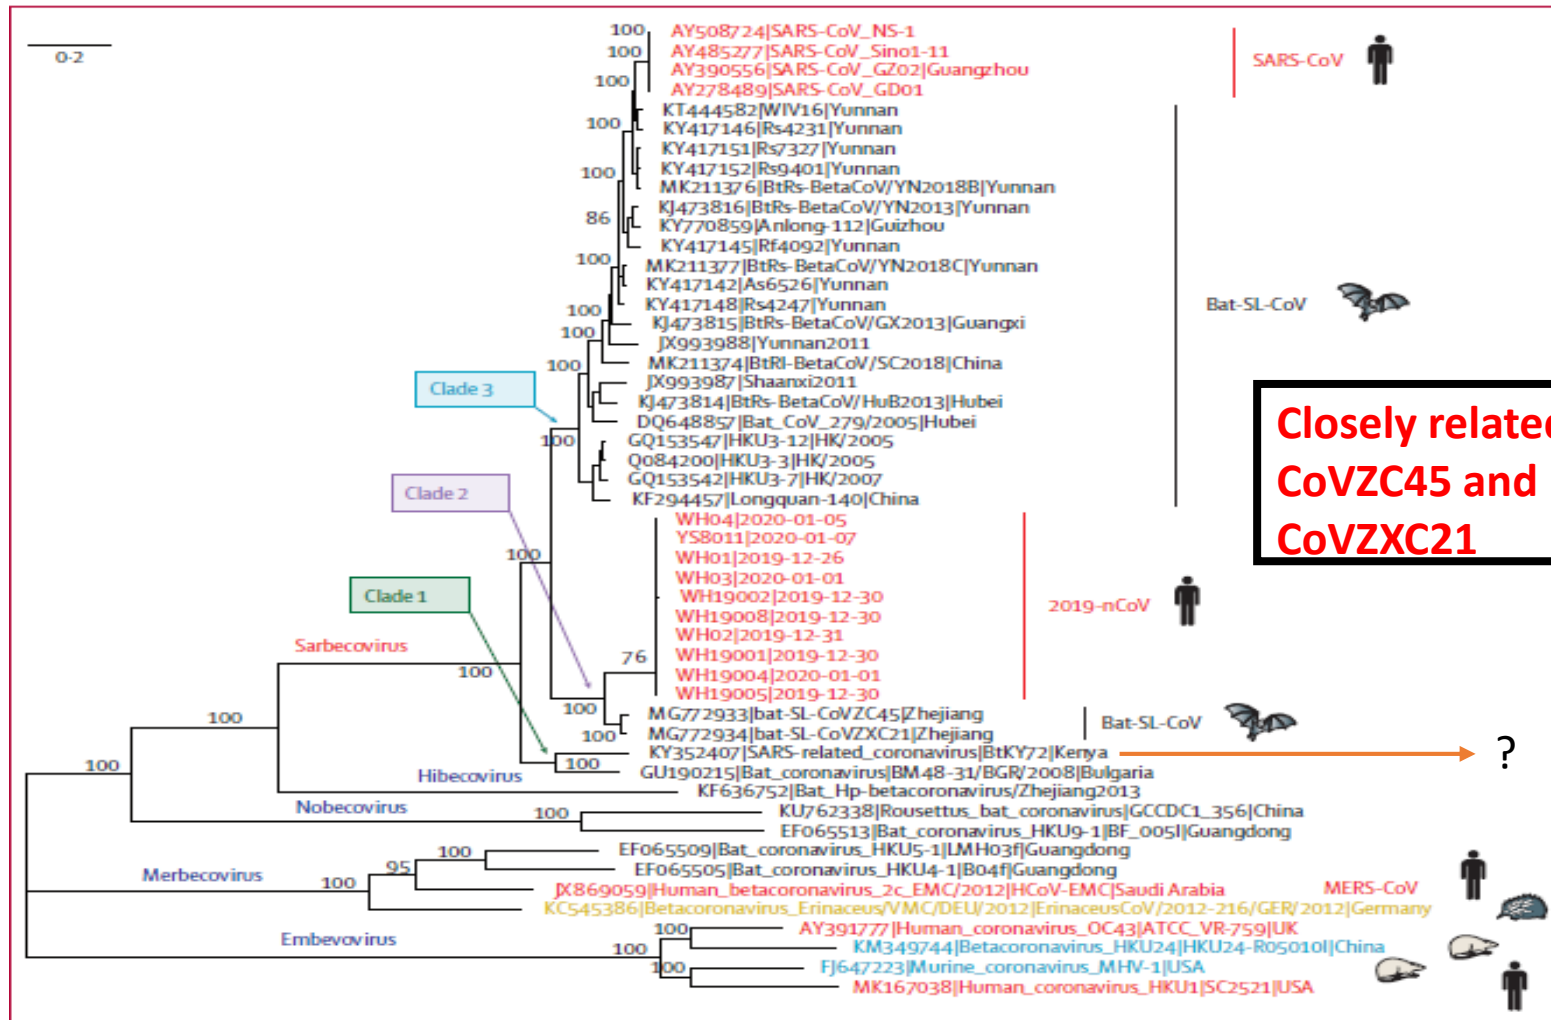 0·2
100 AY508724|SARS-CoV_NS-1
100 AY485277|SARS-CoV_Sino1-11
AY390556|SARS-CoV_GZ02|Guangzhou
100 AY278489|SARS-CoV_GD01
SARS-CoV
KT444582|WIV16|Yunnan
100 KY417146|Rs4231|Yunnan
KY417151|Rs7327|Yunnan
100 KY417152|Rs9401|Yunnan
MK211376|BtRs-BetaCoV/YN2018B|Yunnan
KJ473816|BtRs-BetaCoV/YN2013|Yunnan
86 KY770859|Anlong-112|Guizhou
KY417145|Rf4092|Yunnan
100 MK211377|BtRs-BetaCoV/YN2018C|Yunnan
KY417142|As6526|Yunnan
100 KY417148|Rs4247|Yunnan
Bat-SL-CoV
KJ473815|BtRs-BetaCoV/GX2013|Guangxi
100 JX993988|Yunnan2011
100 MK211374|BtRl-BetaCoV/SC2018|China
JX993987|Shaanxi2011
Clade 3
KJ473814|BtRs-BetaCoV/HuB2013|Hubei
DQ648857|Bat_CoV_279/2005|Hubei
100 GQ153547|HKU3-12|HK/2005
Q084200|HKU3-3|HK/2005
GQ153542|HKU3-7|HK/2007
KF294457|Longquan-140|China
Closely related
CoVZC45 and
CoVZXC21
Clade 2
WH04|2020-01-05
YS8011|2020-01-07
100 WH01|2019-12-26
WH03|2020-01-01
Clade 1
WH19002|2019-12-30
2019-nCoV
WH19008|2019-12-30
WH02|2019-12-31
Sarbecovirus
76 WH19001|2019-12-30
100 WH19004|2020-01-01
WH19005|2019-12-30
100 MG772933|bat-SL-CoVZC45|Zhejiang
100 MG772934|bat-SL-CoVZXC21|Zhejiang
Bat-SL-CoV
100
KY352407|SARS-related_coronavirus|BtKY72|Kenya
?
100 100 GU190215|Bat_coronavirus|BM48-31/BGR/2008|Bulgaria
Hibecovirus
KF636752|Bat_Hp-betacoronavirus/Zhejiang2013
Nobecovirus
100 KU762338|Rousettus_bat_coronavirus|GCCDC1_356|China
EF065513|Bat_coronavirus_HKU9-1|BF_005I|Guangdong
100 EF065509|Bat_coronavirus_HKU5-1|LMH03f|Guangdong
95 EF065505|Bat_coronavirus_HKU4-1|B04f|Guangdong
Merbecovirus
100 JX869059|Human_betacoronavirus_2c_EMC/2012|HCoV-EMC|Saudi Arabia
MERS-CoV
KC545386|Betacoronavirus_Erinaceus/VMC/DEU/2012|ErinaceusCoV/2012-216/GER/2012|Germany
Embevovirus
100 AY391777|Human_coronavirus_OC43|ATCC_VR-759|UK
KM349744|Betacoronavirus_HKU24|HKU24-R05010I|China
100 FJ647223|Murine_coronavirus_MHV-1|USA
MK167038|Human_coronavirus_HKU1|SC2521|USA